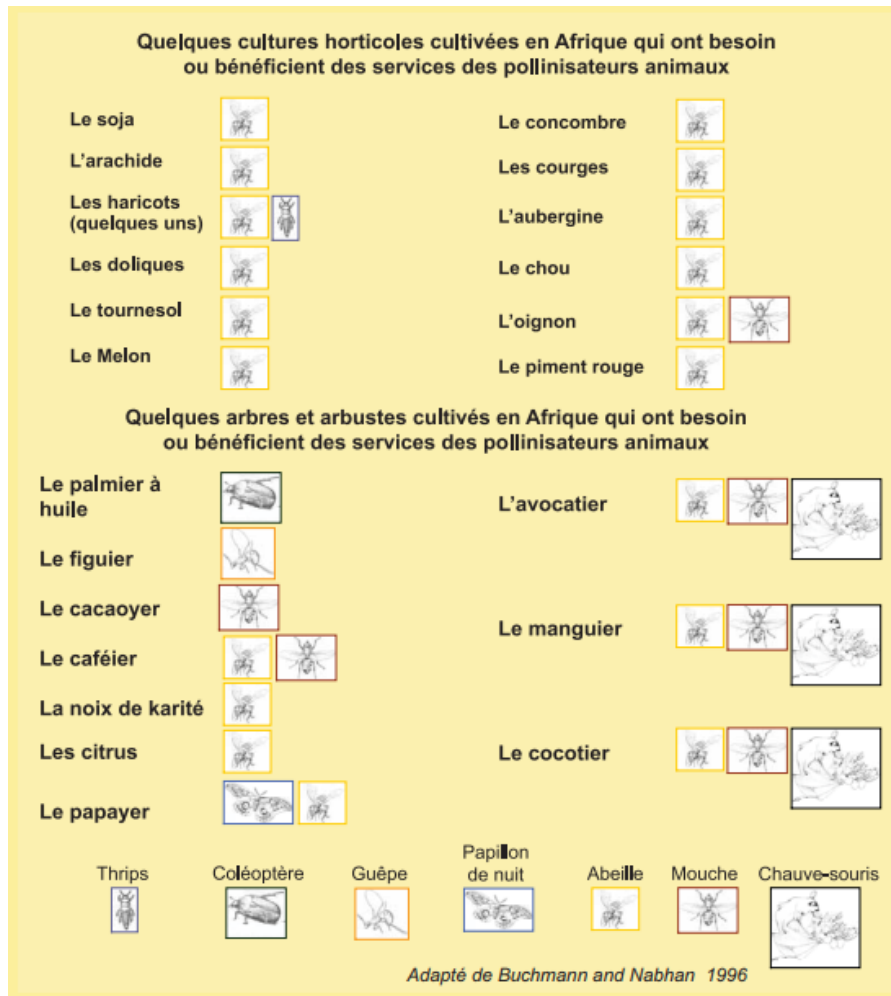 Quelques cultures horticoles cultivées en Afrique qui ont besoin
ou bénéficient des services des pollinisateurs animaux
Le soja
L'arachide
Les haricots
(quelques uns)
Les doliques
Le tournesol
Le Melon
Le concombre
Les courges
L'aubergine
Le chou
L'oignon
Le piment rouge
Quelques arbres et arbustes cultivés en Afrique qui ont besoin
ou bénéficient des services des pollinisateurs animaux
Le palmier à
huile
Le figuier
Le cacaoyer
Le caféier
La noix de karité
Les citrus
Le papayer
L'avocatier
Le manguier
Le cocotier
Thrips
Coléoptère
Guêpe
Papillon
de nuit
Abeille
Mouche
Chauve-souris
Adapté de Buchmann and Nabhan 1996